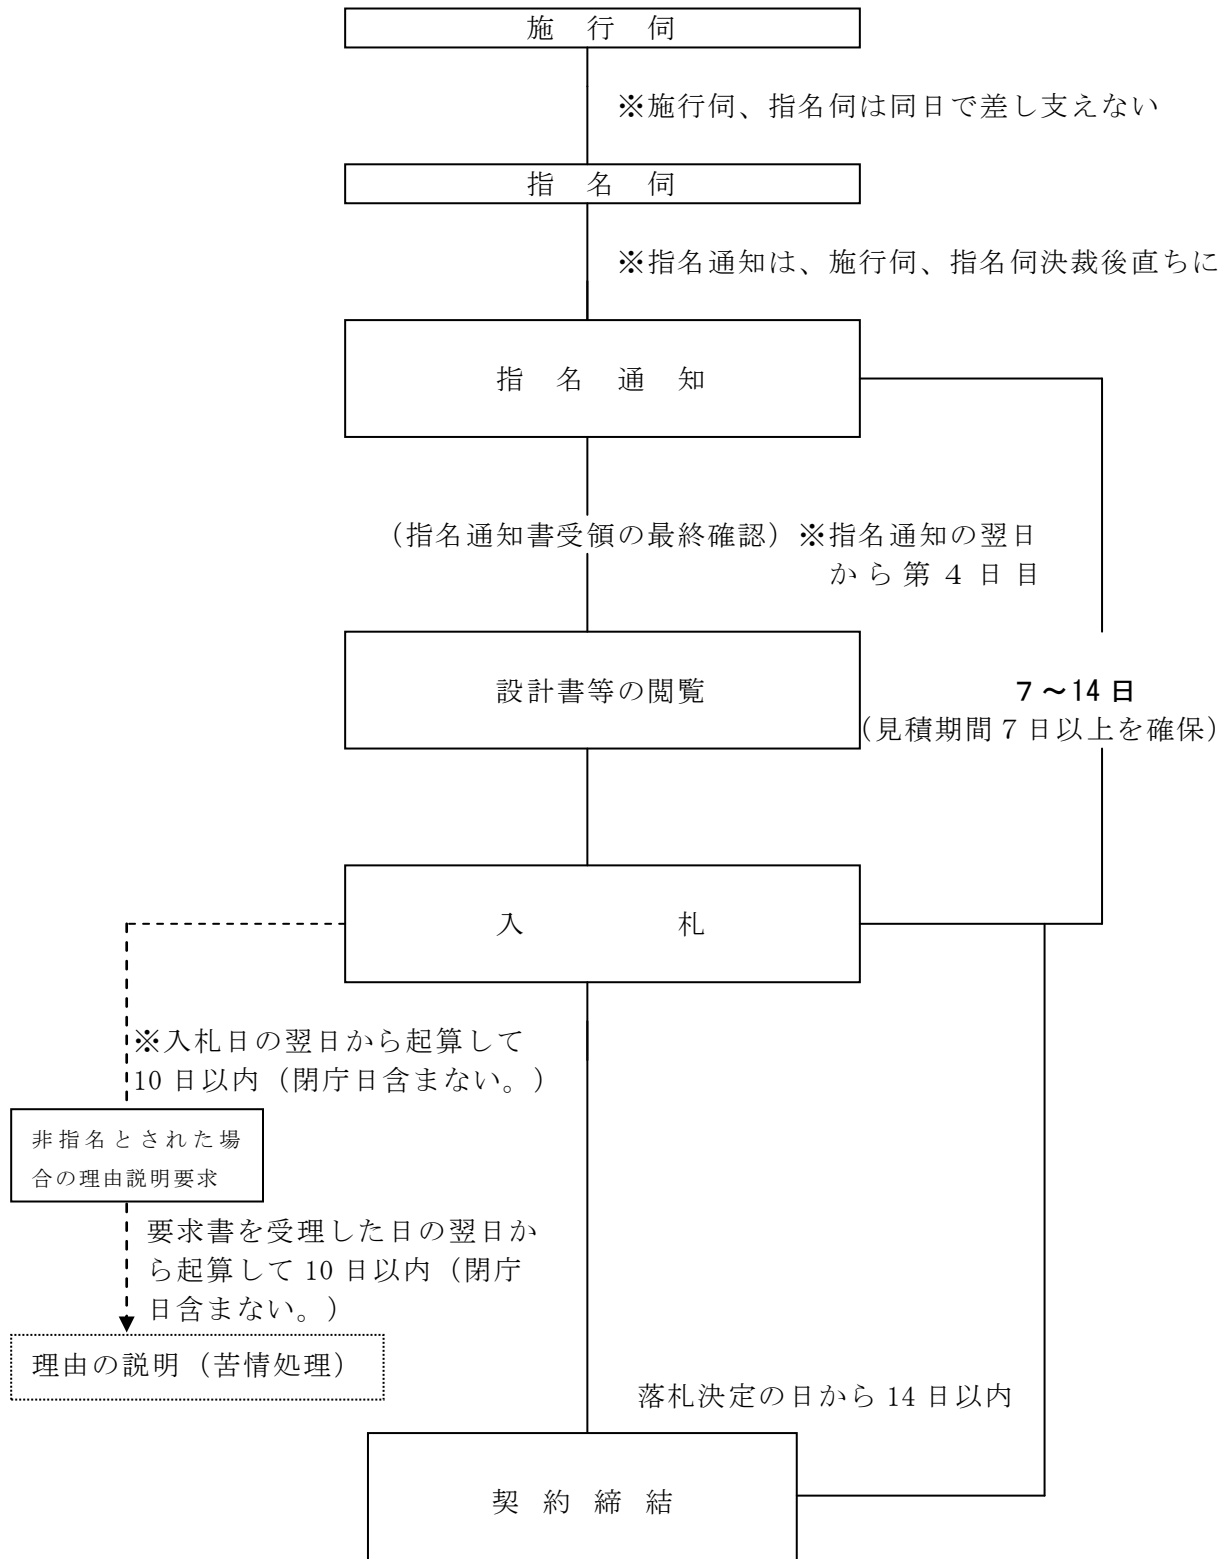 施行伺
※施行伺、指名伺は同日で差し支えない
指名伺
※指名通知は、施行伺、指名伺決裁後直ちに
指名通知
（指名通知書受領の最終確認）※指名通知の翌日
から第４日目
設計書等の閲覧
７～14日
（見積期間７日以上を確保）
入札
※入札日の翌日から起算して
10日以内（閉庁日含まない。）
非指名とされた場
合の理由説明要求
要求書を受理した日の翌日か
ら起算して10日以内（閉庁
日含まない。）
理由の説明（苦情処理）
落札決定の日から14日以内
契約締結